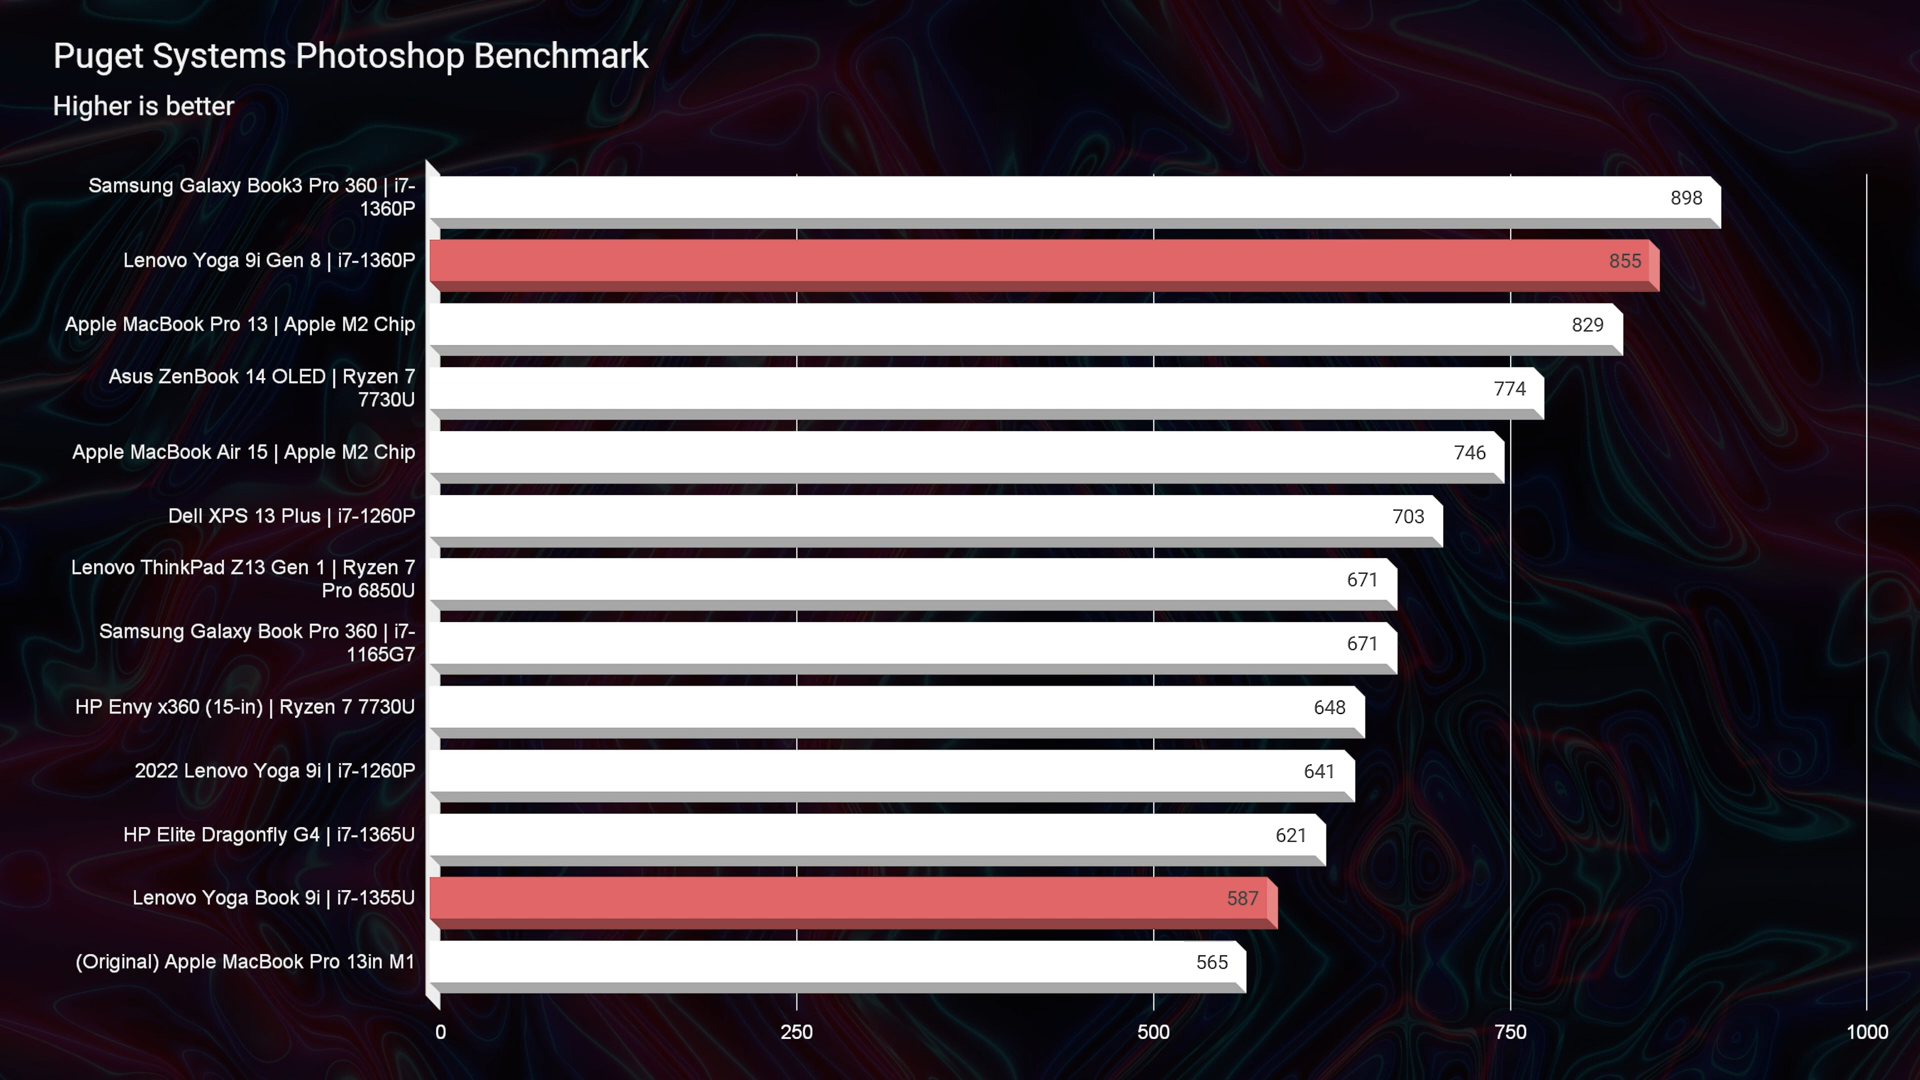 Puget Systems Photoshop Benchmark
Higher is better
Samsung Galaxy Book3 Pro 360 | i7-
1360P
898
Lenovo Yoga 9i Gen 8 | i7-1360P
855
Apple MacBook Pro 13 | Apple M2 Chip
829
Asus ZenBook 14 OLED | Ryzen 7
7730U
774
Apple MacBook Air 15 | Apple M2 Chip
746
Dell XPS 13 Plus | i7-1260P
703
Lenovo ThinkPad Z13 Gen 1 | Ryzen 7
Pro 6850U
671
Samsung Galaxy Book Pro 360 | i7-
1165G7
671
HP Envy x360 (15-in) | Ryzen 7 7730U
648
2022 Lenovo Yoga 9i | i7-1260P
641
HP Elite Dragonfly G4 | i7-1365U
621
Lenovo Yoga Book 9i | i7-1355U
587
(Original) Apple MacBook Pro 13in M1
565
0 250 500 750 1000